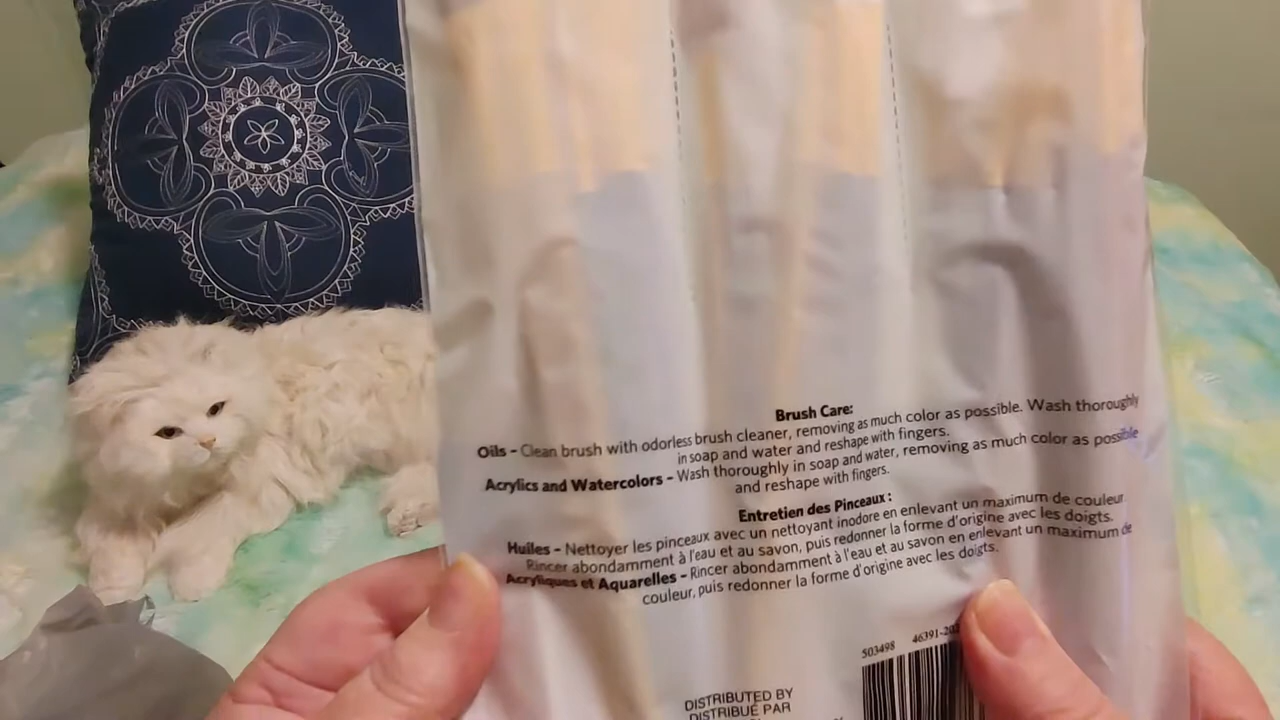 Brush Care:
Oils – Clean brush with odorless brush cleaner, removing as much color as possible. Wash thoroughly
in soap and water and reshape with fingers.
Acrylics and Watercolors – Wash thoroughly in soap and water, removing as much color as possible
and reshape with fingers.
Entretien des Pinceaux :
Huiles – Nettoyer les pinceaux avec un nettoyant inodore en enlevant un maximum de couleur
Rincer abondamment à l'eau et au savon, puis redonner la forme d'origine avec les doigts.
Acryliques et Aquarelles – Rincer abondamment à l'eau et au savon en enlevant un maximum de
couleur, puis redonner la forme d'origine avec les doigts.
503498 46391-202
DISTRIBUTED BY
DISTRIBUÉ PAR